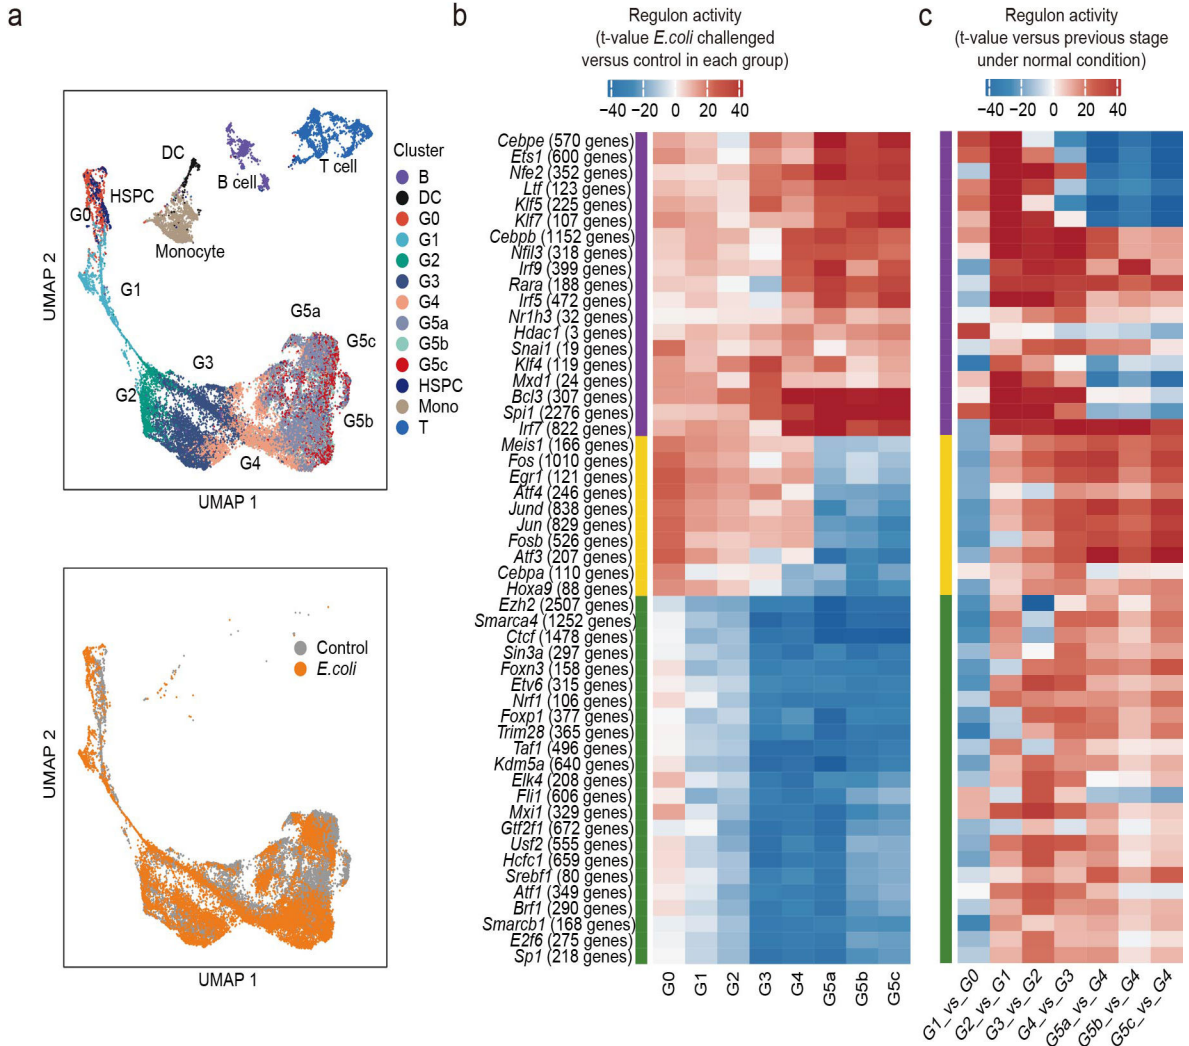 a
UMAP 2
UMAP 1
DC
HSPC
G0
B cell
T cell
Monocyte
G1
G5a
G5c
G3
G2
G5b
G4
Cluster
B
DC
G0
G1
G2
G3
G4
G5a
G5b
G5c
HSPC
Mono
T
UMAP 2
UMAP 1
Control
E.coli
b
Regulon activity
(t-value E.coli challenged
versus control in each group)
−40 −20 0 20 40
Cebpe (570 genes)
Ets1 (600 genes)
Nfe2 (352 genes)
Ltf (123 genes)
Klf5 (225 genes)
Klf7 (107 genes)
Cebpb (1152 genes)
Nfil3 (318 genes)
Irf9 (399 genes)
Rara (188 genes)
Irf5 (472 genes)
Nr1h3 (32 genes)
Hdac1 (3 genes)
Snai1 (19 genes)
Klf4 (119 genes)
Mxd1 (24 genes)
Bcl3 (307 genes)
Spi1 (2276 genes)
Irf7 (822 genes)
Meis1 (166 genes)
Fos (1010 genes)
Egr1 (121 genes)
Atf4 (246 genes)
Jund (838 genes)
Jun (829 genes)
Fosb (526 genes)
Atf3 (207 genes)
Cebpa (110 genes)
Hoxa9 (88 genes)
Ezh2 (2507 genes)
Smarca4 (1252 genes)
Ctcf (1478 genes)
Sin3a (297 genes)
Foxn3 (158 genes)
Etv6 (315 genes)
Nrf1 (106 genes)
Foxp1 (377 genes)
Trim28 (365 genes)
Taf1 (496 genes)
Kdm5a (640 genes)
Elk4 (208 genes)
Fli1 (606 genes)
Mxi1 (329 genes)
Gtf2f1 (672 genes)
Usf2 (555 genes)
Hcfc1 (659 genes)
Srebf1 (80 genes)
Atf1 (349 genes)
Brf1 (290 genes)
Smarcb1 (168 genes)
E2f6 (275 genes)
Sp1 (218 genes)
G0 G1 G2 G3 G4 G5a G5b G5c
c
Regulon activity
(t-value versus previous stage
under normal condition)
−40 −20 0 20 40
G1_vs_G0
G2_vs_G1
G3_vs_G2
G4_vs_G3
G5a_vs_G4
G5b_vs_G4
G5c_vs_G4